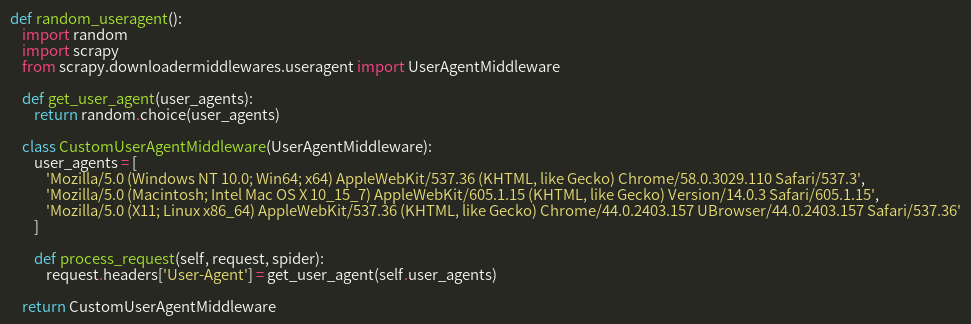 def random_useragent():
    import random
    import scrapy
    from scrapy.downloadermiddlewares.useragent import UserAgentMiddleware

    def get_user_agent(user_agents):
        return random.choice(user_agents)

    class CustomUserAgentMiddleware(UserAgentMiddleware):
        user_agents = [
            'Mozilla/5.0 (Windows NT 10.0; Win64; x64) AppleWebKit/537.36 (KHTML, like Gecko) Chrome/58.0.3029.110 Safari/537.3',
            'Mozilla/5.0 (Macintosh; Intel Mac OS X 10_15_7) AppleWebKit/605.1.15 (KHTML, like Gecko) Version/14.0.3 Safari/605.1.15',
            'Mozilla/5.0 (X11; Linux x86_64) AppleWebKit/537.36 (KHTML, like Gecko) Chrome/44.0.2403.157 UBrowser/44.0.2403.157 Safari/537.36'
        ]

        def process_request(self, request, spider):
            request.headers['User-Agent'] = get_user_agent(self.user_agents)

    return CustomUserAgentMiddleware